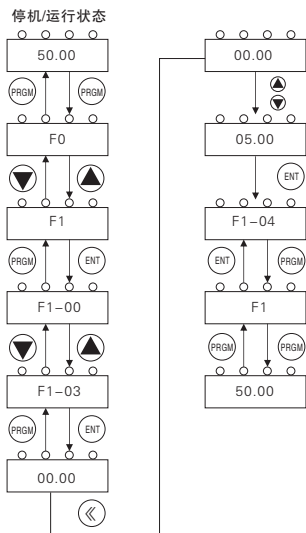 停机/运行状态
50.00
PRGM PRGM
F0
F1
PRGM ENT
F1-00
F1-03
PRGM ENT
00.00
00.00
05.00
ENT
F1-04
ENT PRGM
F1
PRGM PRGM
50.00